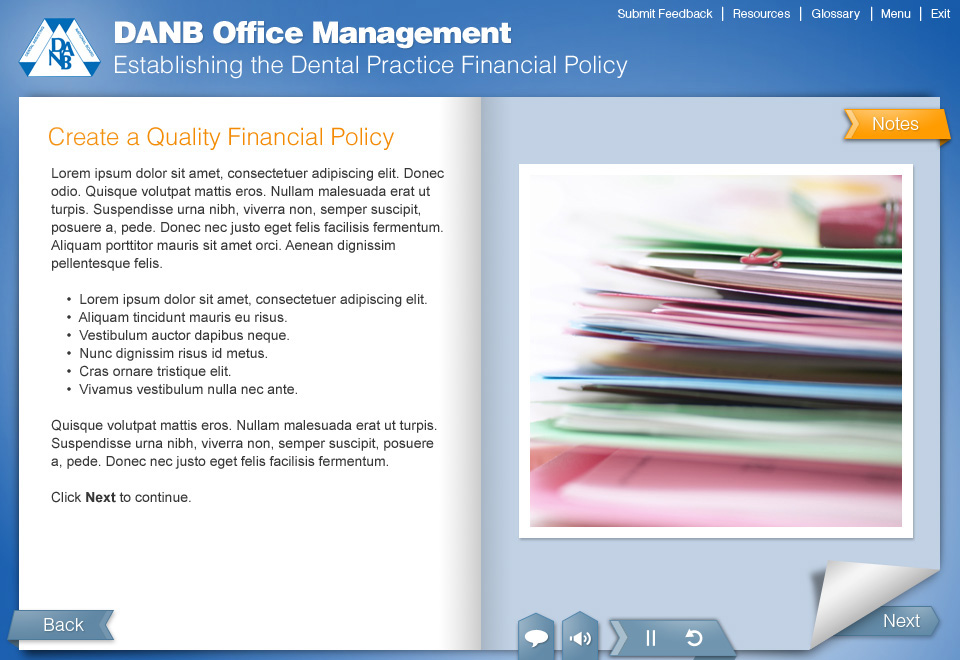 Submit Feedback | Resources | Glossary | Menu | Exit
DANB
DANB Office Management
Establishing the Dental Practice Financial Policy
Notes
Create a Quality Financial Policy
Lorem ipsum dolor sit amet, consectetuer adipiscing elit. Donec
odio. Quisque volutpat mattis eros. Nullam malesuada erat ut
turpis. Suspendisse urna nibh, viverra non, semper suscipit,
posuere a, pede. Donec nec justo eget felis facilisis fermentum.
Aliquam porttitor mauris sit amet orci. Aenean dignissim
pellentesque felis.
• Lorem ipsum dolor sit amet, consectetuer adipiscing elit.
• Aliquam tincidunt mauris eu risus.
• Vestibulum auctor dapibus neque.
• Nunc dignissim risus id metus.
• Cras ornare tristique elit.
• Vivamus vestibulum nulla nec ante.
Quisque volutpat mattis eros. Nullam malesuada erat ut turpis.
Suspendisse urna nibh, viverra non, semper suscipit, posuere
a, pede. Donec nec justo eget felis facilisis fermentum.
Click Next to continue.
Back
Next